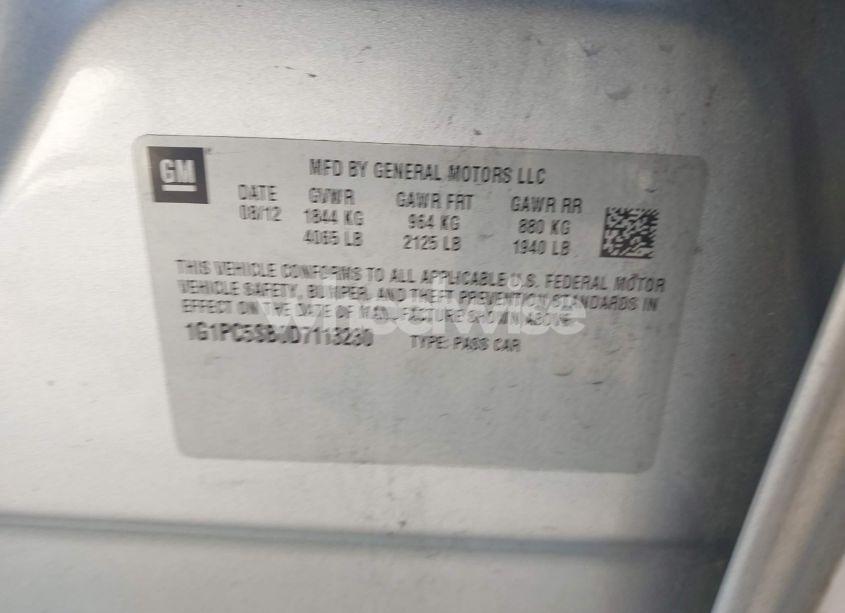 GM
MFD BY GENERAL MOTORS LLC
DATE GVWR GAWR FRT GAWR RR
08/12 1844 KG 964 KG 880 KG
4065 LB 2125 LB 1940 LB
THIS VEHICLE CONFORMS TO ALL APPLICABLE U.S. FEDERAL MOTOR
VEHICLE SAFETY, BUMPER, AND THEFT PREVENTION STANDARDS IN
EFFECT ON THE DATE OF MANUFACTURE SHOWN ABOVE.
TYPE: PASS CAR